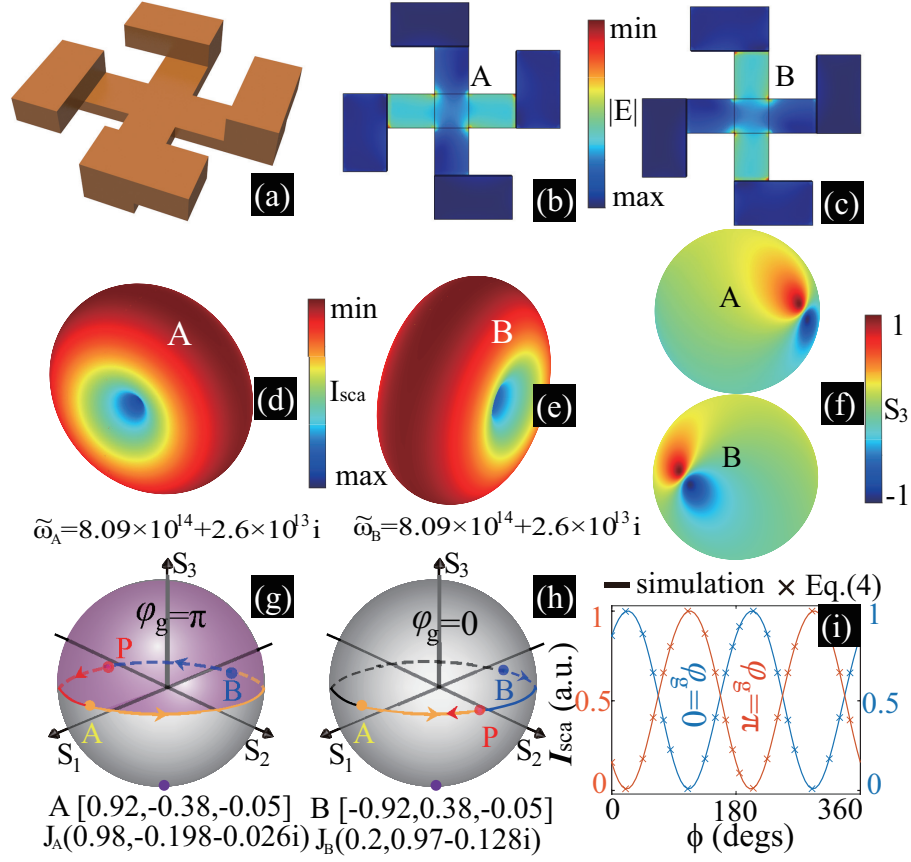 min
A
B
|E|
max
(a)
(b)
(c)
min
A
B
A
1
(d)
I_sca
(e)
(f)
S_3
B
max
-1
ω̃_A=8.09×10^14+2.6×10^13 i
ω̃_B=8.09×10^14+2.6×10^13 i
S_3
(g)
φ_g=π
P
B
A
S_1
S_2
S_3
(h)
φ_g=0
B
A
P
S_1
S_2
A [0.92,-0.38,-0.05]
B [-0.92,0.38,-0.05]
J_A(0.98,-0.198-0.026i)
J_B(0.2,0.97-0.128i)
simulation × Eq.(4)
(i)
1
1
0.5
0.5
0
0
I_sca (a.u.)
φ_g=0
φ_g=π
0
180
360
ϕ (degs)